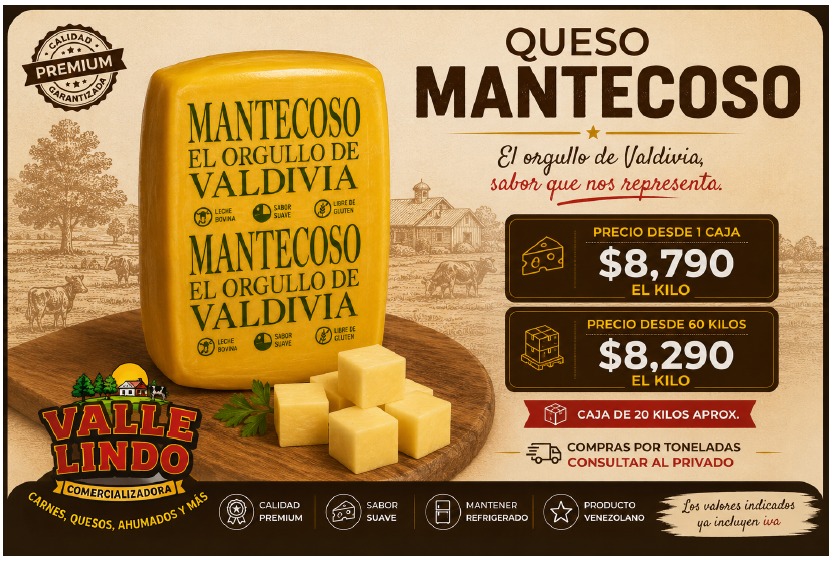 CALIDAD
PREMIUM
GARANTIZADA
QUESO
MANTECOSO
El orgullo de Valdivia,
sabor que nos representa.
MANTECOSO
EL ORGULLO DE
VALDIVIA
LECHE
BOVINA
SABOR
SUAVE
LIBRE DE
GLUTEN
MANTECOSO
EL ORGULLO DE
VALDIVIA
LECHE
BOVINA
SABOR
SUAVE
LIBRE DE
GLUTEN
PRECIO DESDE 1 CAJA
$8,790
EL KILO
PRECIO DESDE 60 KILOS
$8,290
EL KILO
CAJA DE 20 KILOS APROX.
COMPRAS POR TONELADAS
CONSULTAR AL PRIVADO
VALLE
LINDO
COMERCIALIZADORA
CARNES, QUESOS, AHUMADOS Y MÁS
CALIDAD
PREMIUM
SABOR
SUAVE
MANTENER
REFRIGERADO
PRODUCTO
VENEZOLANO
Los valores indicados
ya incluyen iva